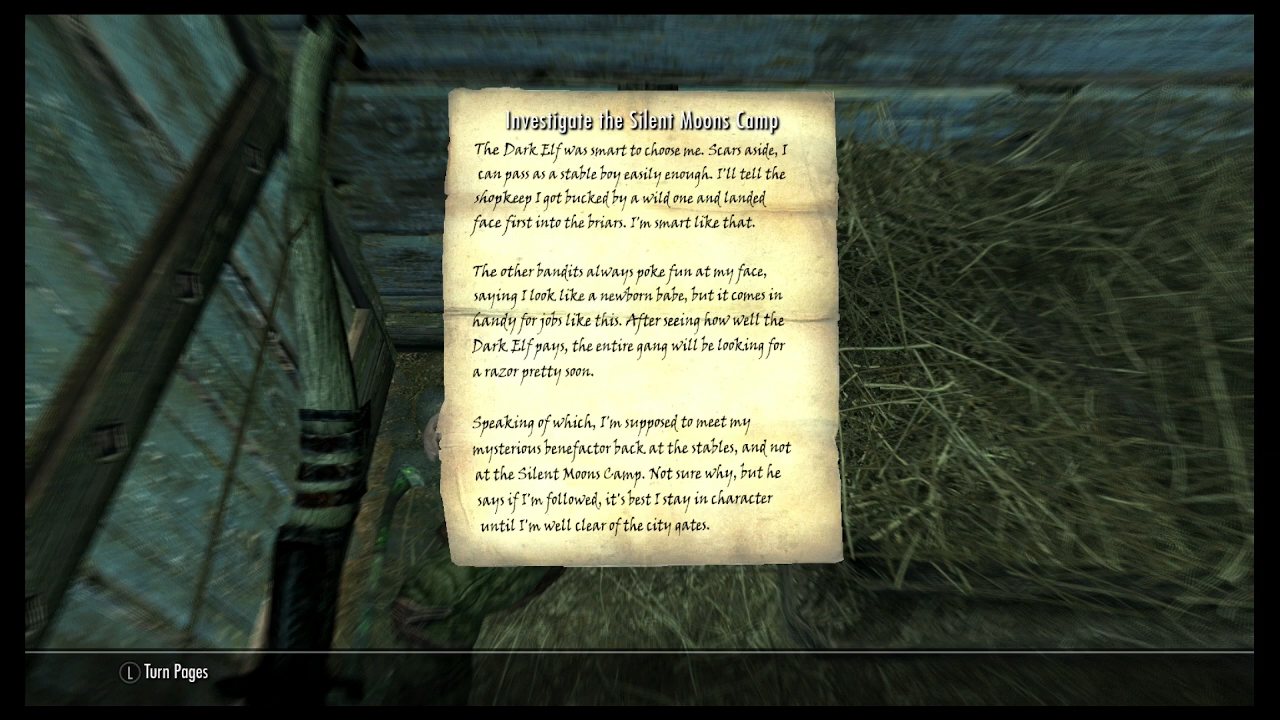 Investigate the Silent Moons Camp
The Dark Elf was smart to choose me. Scars aside, I
can pass as a stable boy easily enough. I'll tell the
shopkeep I got bucked by a wild one and landed
face first into the briars. I'm smart like that.
The other bandits always poke fun at my face,
saying I look like a newborn babe, but it comes in
handy for jobs like this. After seeing how well the
Dark Elf pays, the entire gang will be looking for
a razor pretty soon.
Speaking of which, I'm supposed to meet my
mysterious benefactor back at the stables, and not
at the Silent Moons Camp. Not sure why, but he
says if I'm followed, it's best I stay in character
until I'm well clear of the city gates.
L Turn Pages